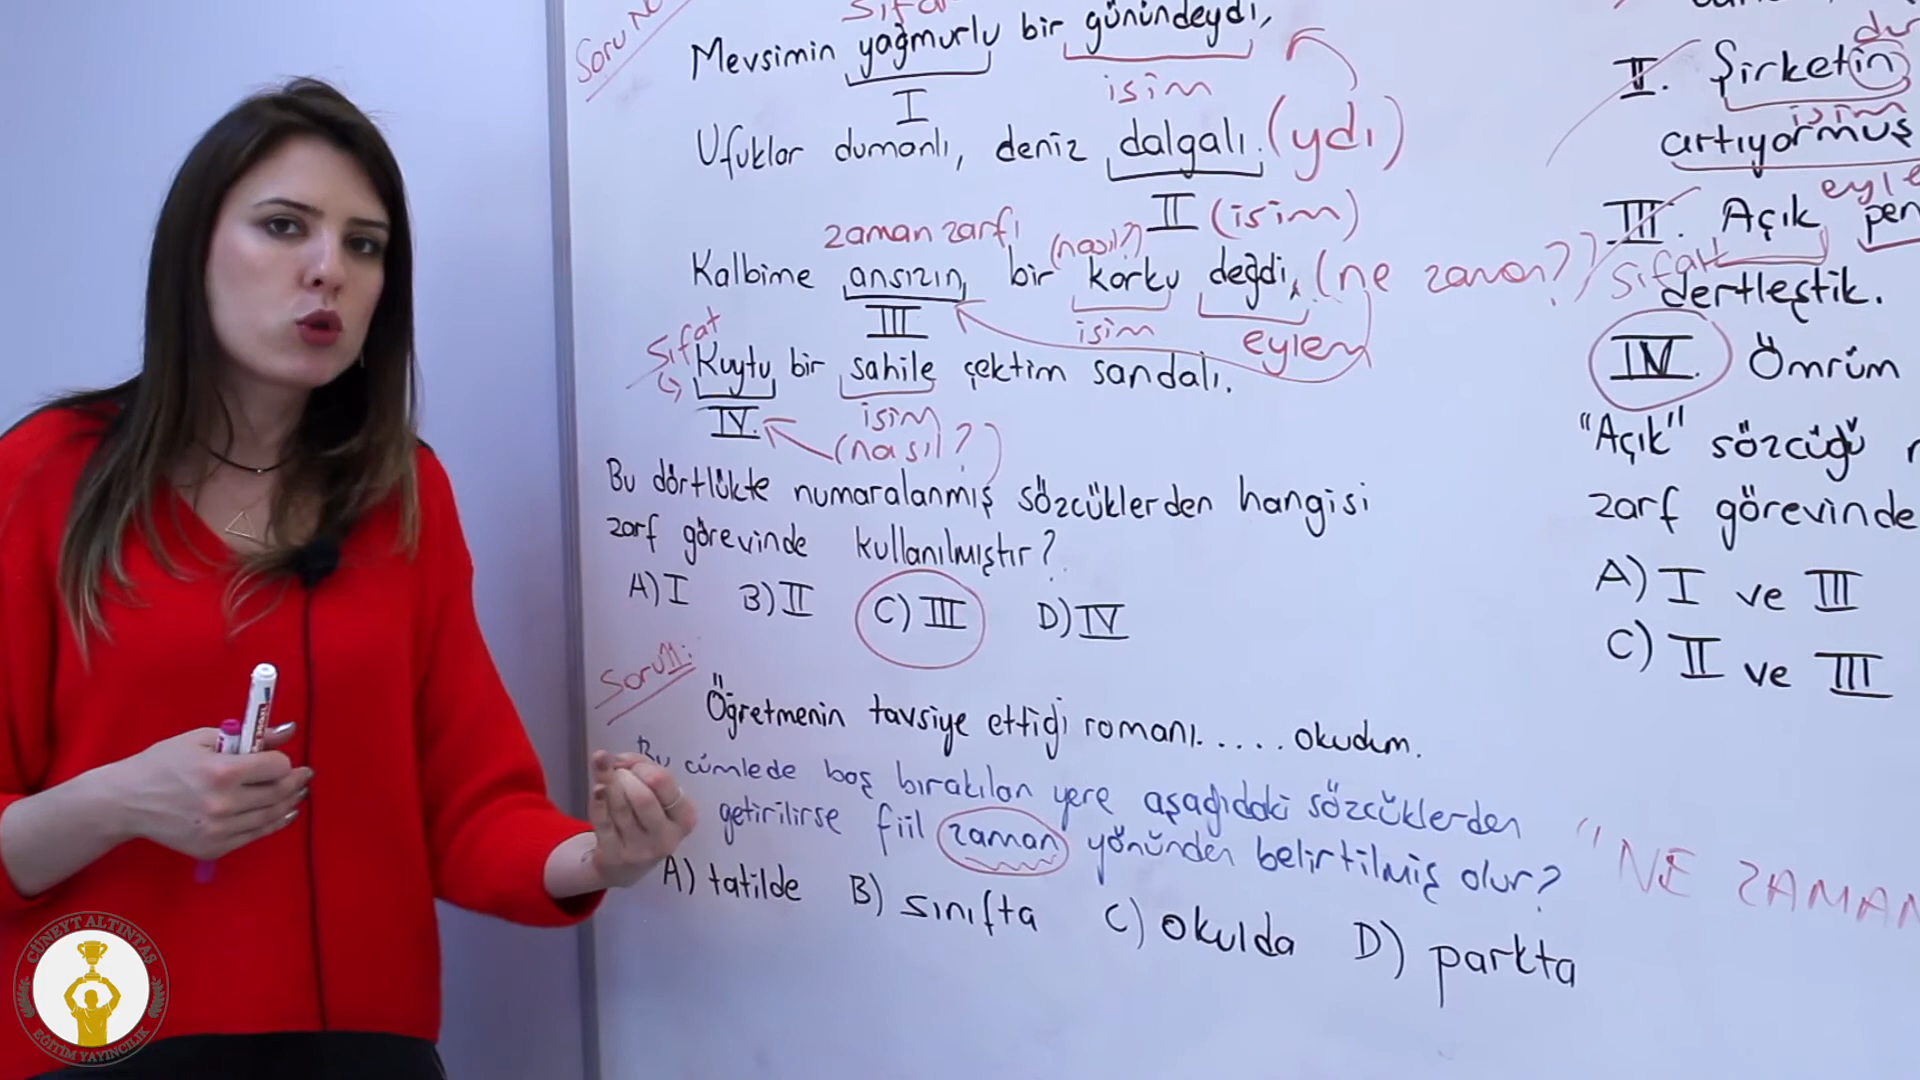 Soru
Mevsimin yağmurlu bir günündeydi,
I
isim
Ufuklar dumanlı, deniz dalgalı. (ydı)
II (isim)
zaman zarfı
(nasıl?)
Kalbime ansızın, bir korku değdi, (ne zaman?)
III
isim
eylem
Sıfat
Kuytu bir sahile çektim sandalı.
IV.
isim
(nasıl?)
Bu dörtlükte numaralanmış sözcüklerden hangisi
zarf görevinde kullanılmıştır?
A) I B) II C) III D) IV
Soru 11:
Öğretmenin tavsiye ettiği romanı..... okudum.
Bu cümlede boş bırakılan yere aşağıdaki sözcüklerden
getirilirse fiil zaman yönünden belirtilmiş olur?
A) tatilde B) sınıfta C) okulda D) parkta
"NE ZAMAN
II. Şirketin
isim
artıyormuş
III. Açık
Sıfat
dertleştik.
IV. Ömrüm
"Açık" sözcüğü
zarf görevinde
A) I ve III
C) II ve III
CÜNEYT ALTINTAŞ
EĞİTİM YAYINCILIK